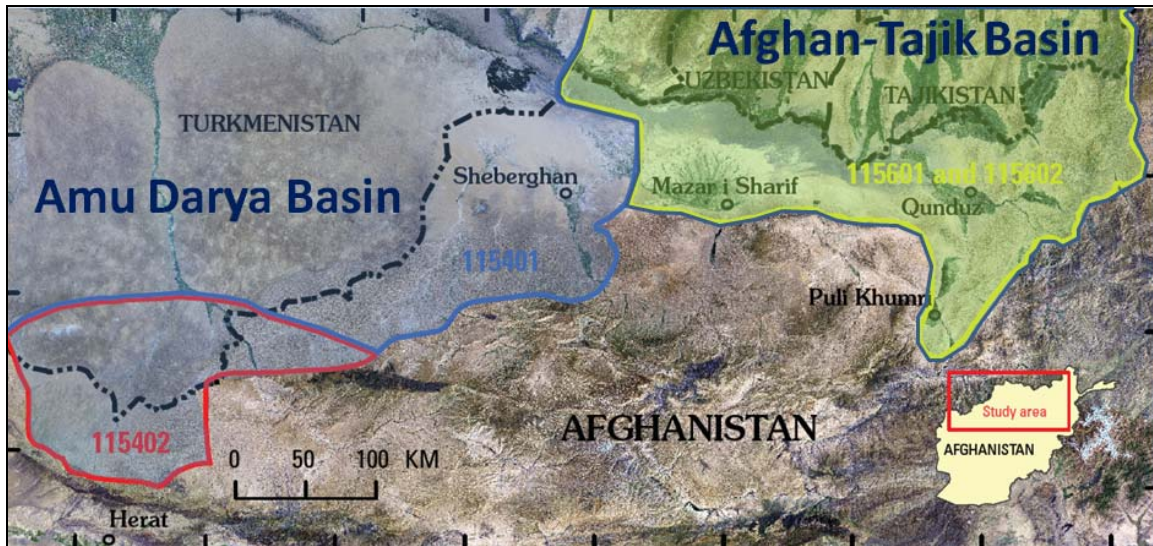 Afghan-Tajik Basin
UZBEKISTAN
TAJIKISTAN
TURKMENISTAN
Sheberghan
Mazar i Sharif
115601 and 115602
Qunduz
Amu Darya Basin
115401
Puli Khumri
AFGHANISTAN
Study area
AFGHANISTAN
115402
0 50 100 KM
Herat